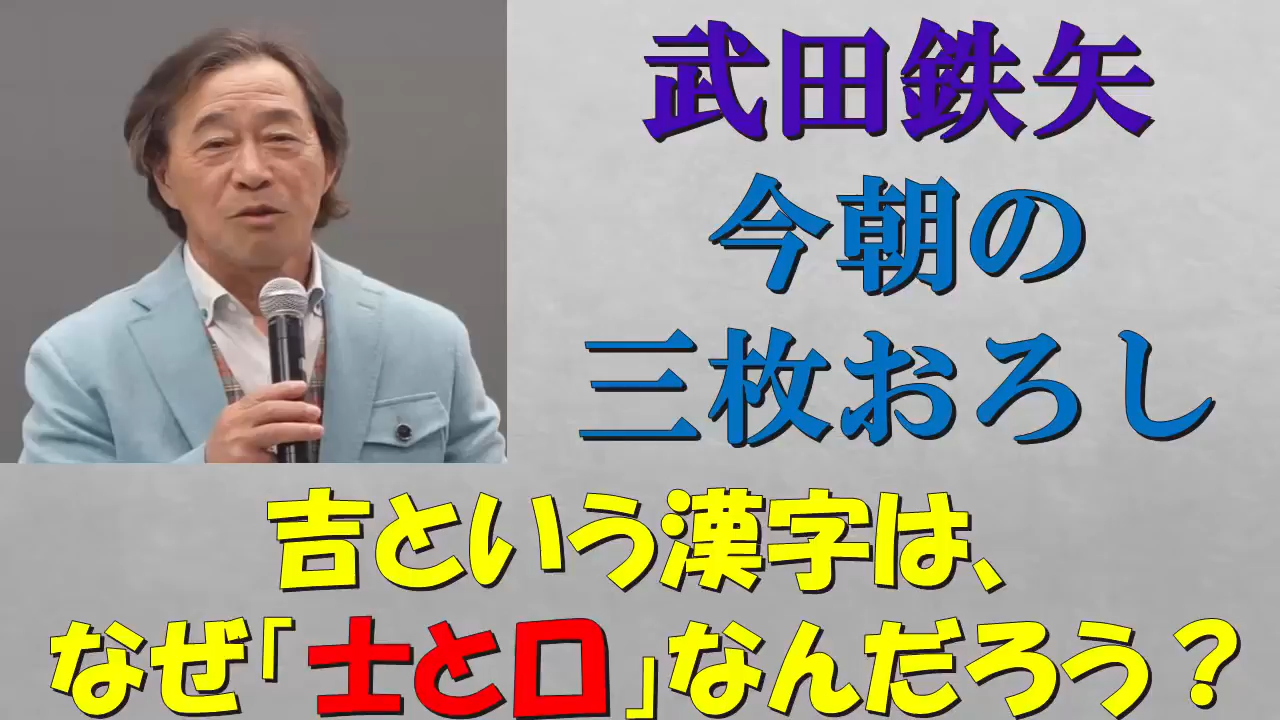 武田鉄矢
今朝の
三枚おろし
吉という漢字は、
なぜ「士と口」なんだろう？